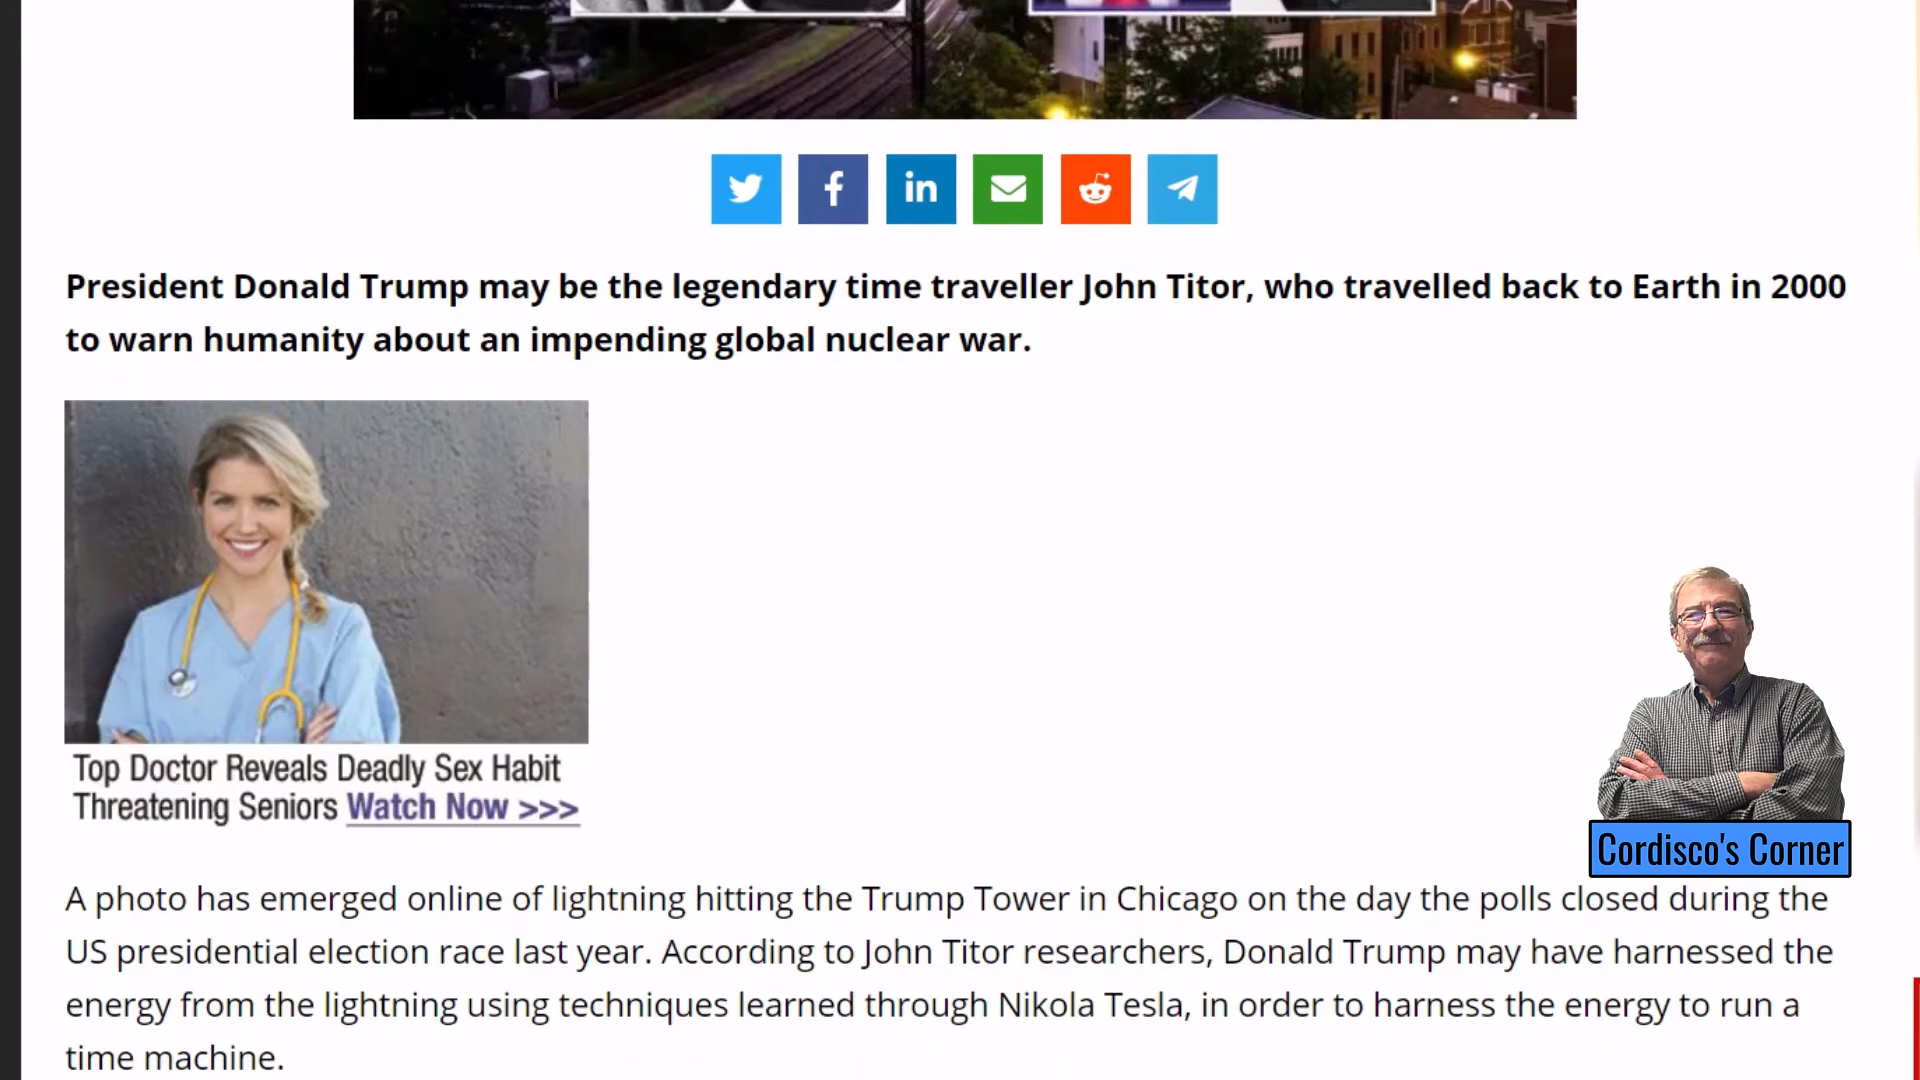 President Donald Trump may be the legendary time traveller John Titor, who travelled back to Earth in 2000
to warn humanity about an impending global nuclear war.
Top Doctor Reveals Deadly Sex Habit
Threatening Seniors Watch Now >>>
Cordisco's Corner
A photo has emerged online of lightning hitting the Trump Tower in Chicago on the day the polls closed during the
US presidential election race last year. According to John Titor researchers, Donald Trump may have harnessed the
energy from the lightning using techniques learned through Nikola Tesla, in order to harness the energy to run a
time machine.